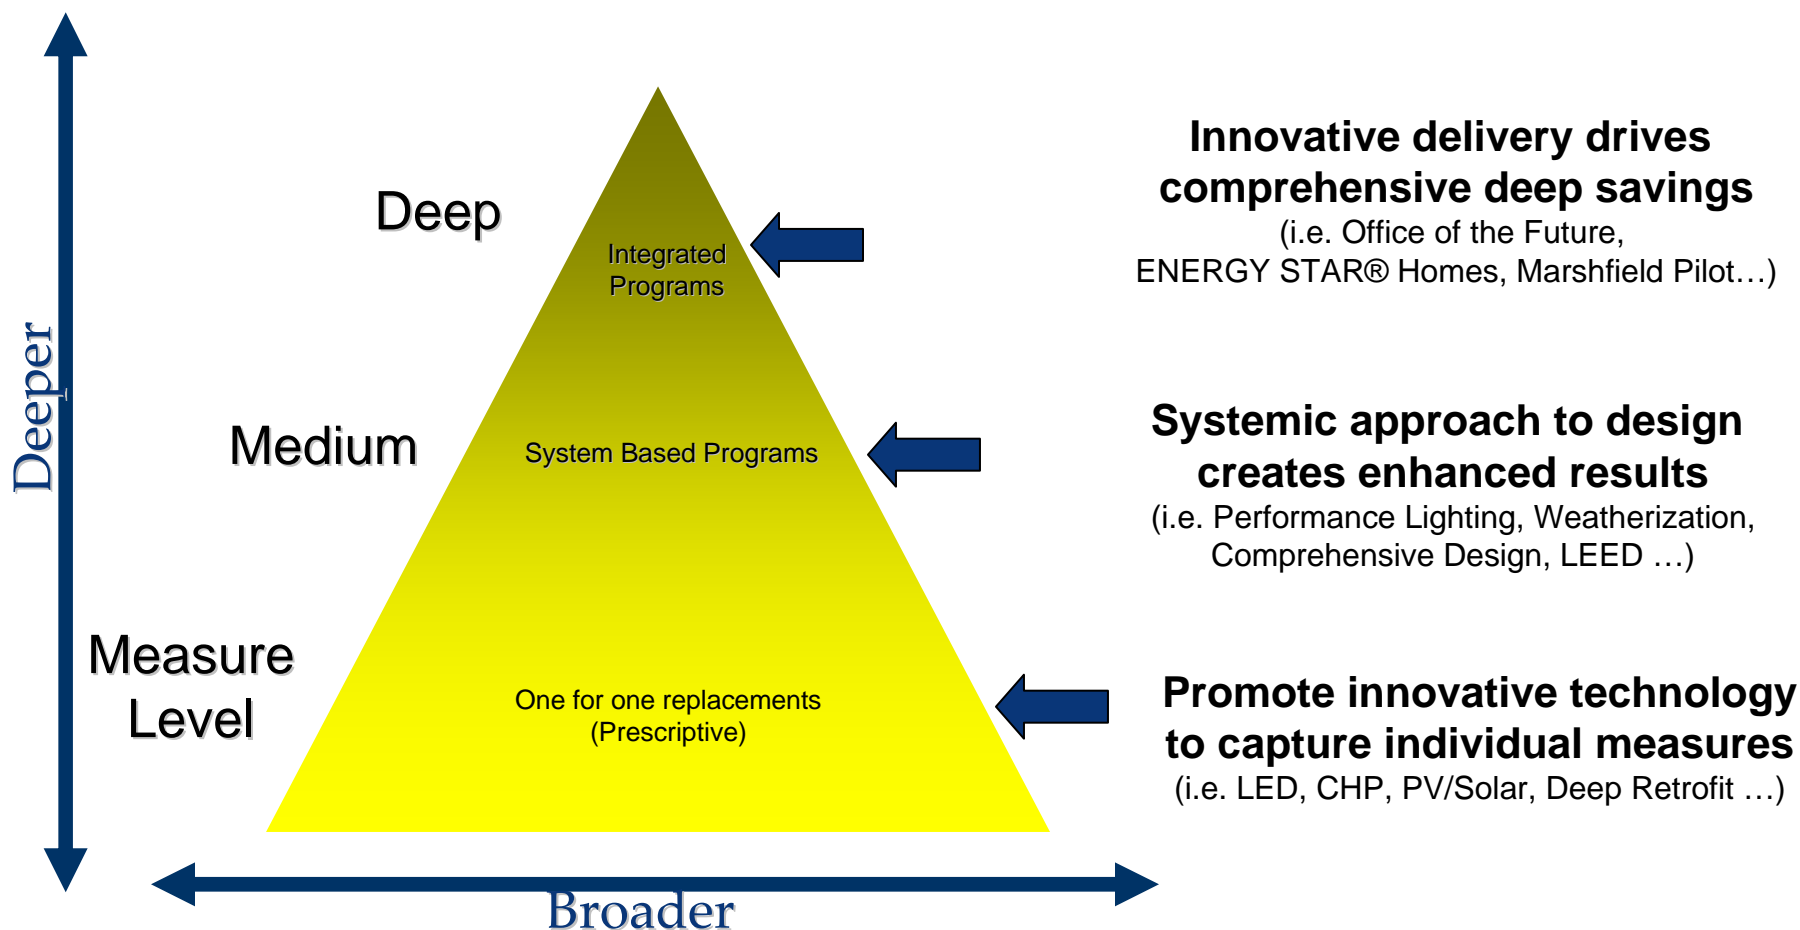 Deeper
Deep
Integrated
Programs
Innovative delivery drives
comprehensive deep savings
(i.e. Office of the Future,
ENERGY STAR® Homes, Marshfield Pilot…)
Medium
System Based Programs
Systemic approach to design
creates enhanced results
(i.e. Performance Lighting, Weatherization,
Comprehensive Design, LEED …)
Measure
Level
One for one replacements
(Prescriptive)
Promote innovative technology
to capture individual measures
(i.e. LED, CHP, PV/Solar, Deep Retrofit …)
Broader